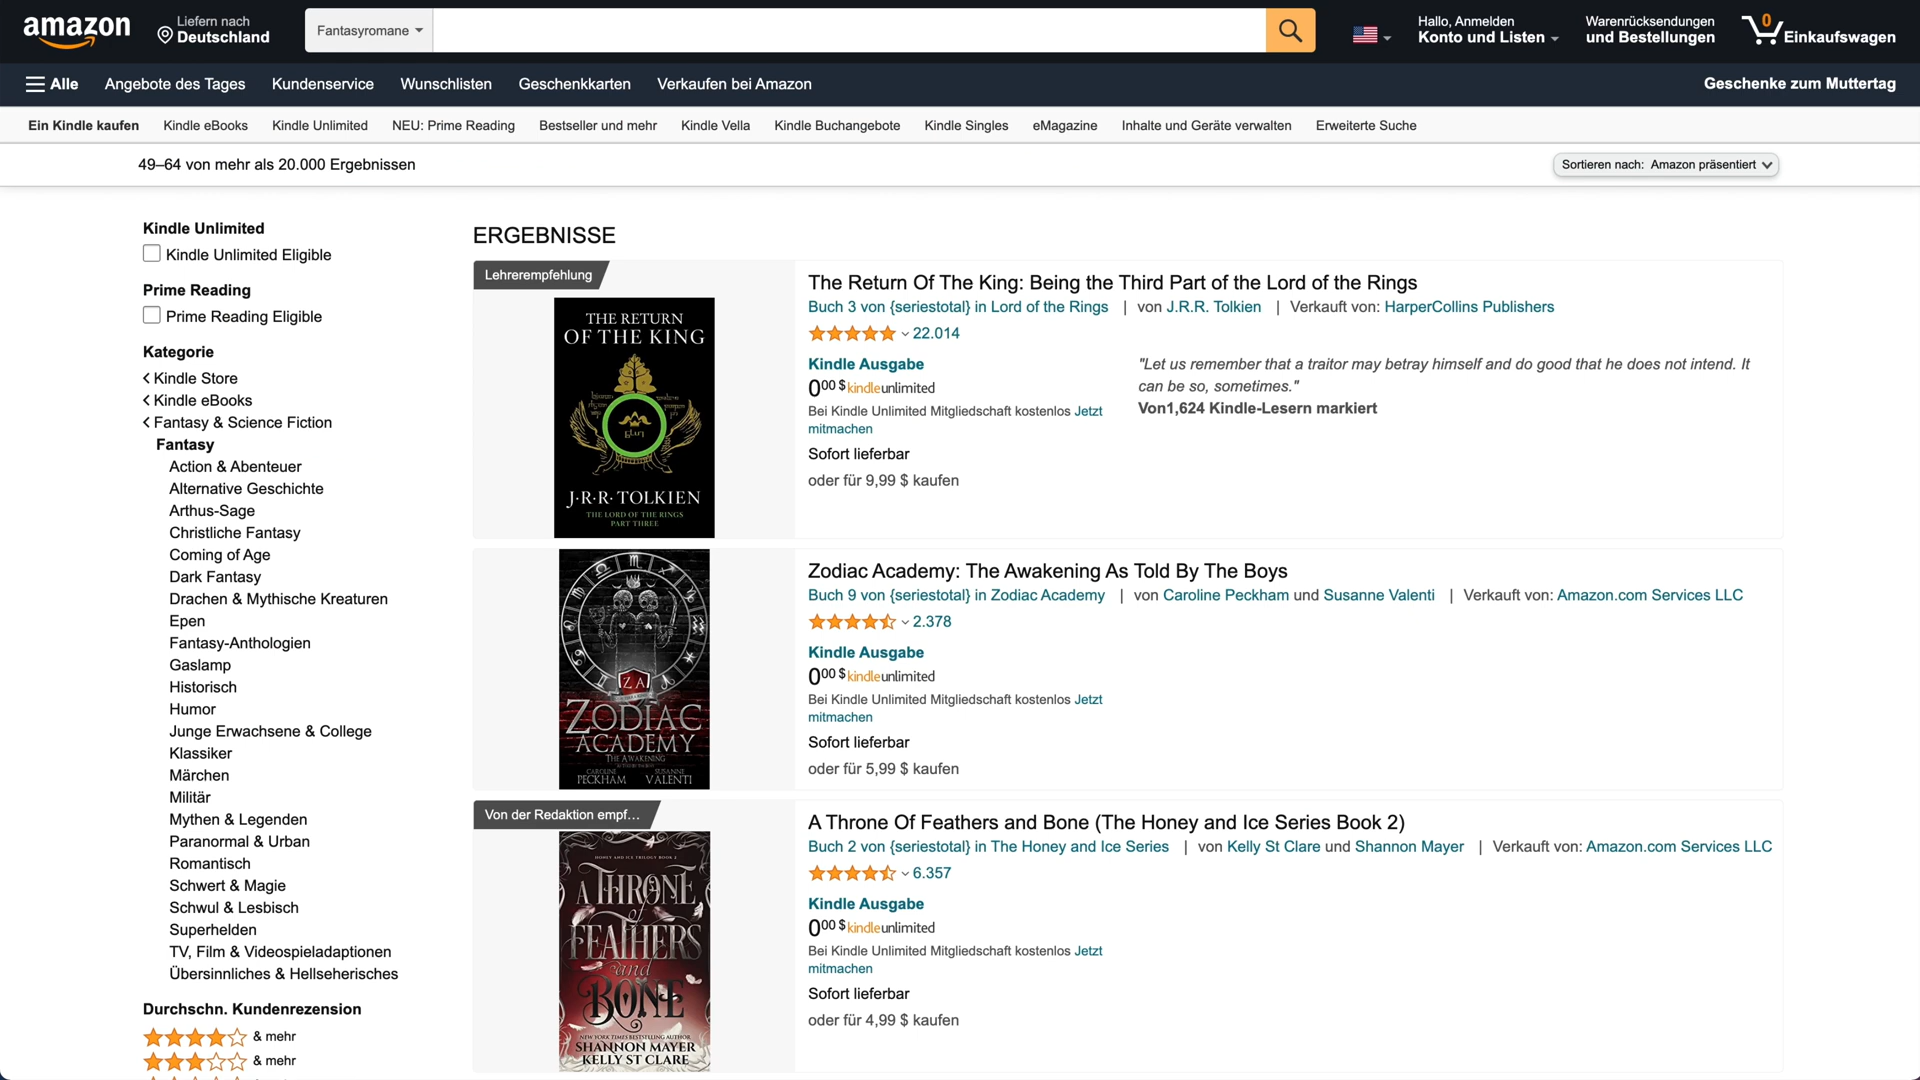 amazon
Liefern nach
Deutschland
Fantasyromane
Hallo, Anmelden
Konto und Listen
Warenrücksendungen
und Bestellungen
0
Einkaufswagen
Alle
Angebote des Tages
Kundenservice
Wunschlisten
Geschenkkarten
Verkaufen bei Amazon
Geschenke zum Muttertag
Ein Kindle kaufen
Kindle eBooks
Kindle Unlimited
NEU: Prime Reading
Bestseller und mehr
Kindle Vella
Kindle Buchangebote
Kindle Singles
eMagazine
Inhalte und Geräte verwalten
Erweiterte Suche
49–64 von mehr als 20.000 Ergebnissen
Sortieren nach: Amazon präsentiert
Kindle Unlimited
Kindle Unlimited Eligible
Prime Reading
Prime Reading Eligible
Kategorie
Kindle Store
Kindle eBooks
Fantasy & Science Fiction
Fantasy
Action & Abenteuer
Alternative Geschichte
Arthus-Sage
Christliche Fantasy
Coming of Age
Dark Fantasy
Drachen & Mythische Kreaturen
Epen
Fantasy-Anthologien
Gaslamp
Historisch
Humor
Junge Erwachsene & College
Klassiker
Märchen
Militär
Mythen & Legenden
Paranormal & Urban
Romantisch
Schwert & Magie
Schwul & Lesbisch
Superhelden
TV, Film & Videospieladaptionen
Übersinnliches & Hellseherisches
Durchschn. Kundenrezension
& mehr
& mehr
ERGEBNISSE
Lehrerempfehlung
THE RETURN
OF THE KING
J·R·R·TOLKIEN
THE LORD OF THE RINGS
PART THREE
The Return Of The King: Being the Third Part of the Lord of the Rings
Buch 3 von {seriestotal} in Lord of the Rings | von J.R.R. Tolkien | Verkauft von: HarperCollins Publishers
22.014
Kindle Ausgabe
000 $ kindleunlimited
Bei Kindle Unlimited Mitgliedschaft kostenlos Jetzt
mitmachen
Sofort lieferbar
oder für 9,99 $ kaufen
"Let us remember that a traitor may betray himself and do good that he does not intend. It
can be so, sometimes."
Von1,624 Kindle-Lesern markiert
ZA
ZODIAC
ACADEMY
THE AWAKENING
CAROLINE
PECKHAM
SUSANNE
VALENTI
Zodiac Academy: The Awakening As Told By The Boys
Buch 9 von {seriestotal} in Zodiac Academy | von Caroline Peckham und Susanne Valenti | Verkauft von: Amazon.com Services LLC
2.378
Kindle Ausgabe
000 $ kindleunlimited
Bei Kindle Unlimited Mitgliedschaft kostenlos Jetzt
mitmachen
Sofort lieferbar
oder für 5,99 $ kaufen
Von der Redaktion empf…
HONEY AND ICE TRILOGY BOOK 2
A THRONE
of
FEATHERS
and
BONE
NEW YORK TIMES BESTSELLING AUTHOR
SHANNON MAYER
KELLY ST CLARE
A Throne Of Feathers and Bone (The Honey and Ice Series Book 2)
Buch 2 von {seriestotal} in The Honey and Ice Series | von Kelly St Clare und Shannon Mayer | Verkauft von: Amazon.com Services LLC
6.357
Kindle Ausgabe
000 $ kindleunlimited
Bei Kindle Unlimited Mitgliedschaft kostenlos Jetzt
mitmachen
Sofort lieferbar
oder für 4,99 $ kaufen